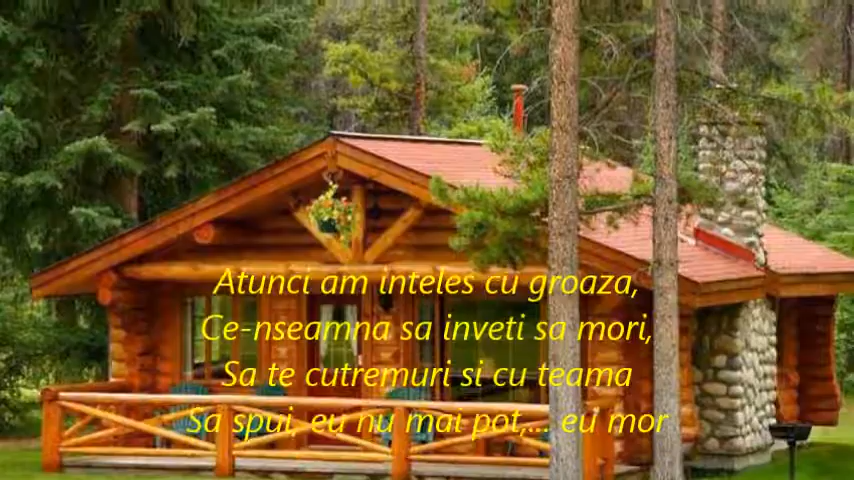 Atunci am inteles cu groaza,
Ce-nseamna sa inveti sa mori,
Sa te cutremuri si cu teama
Sa spui, eu nu mai pot,... eu mor